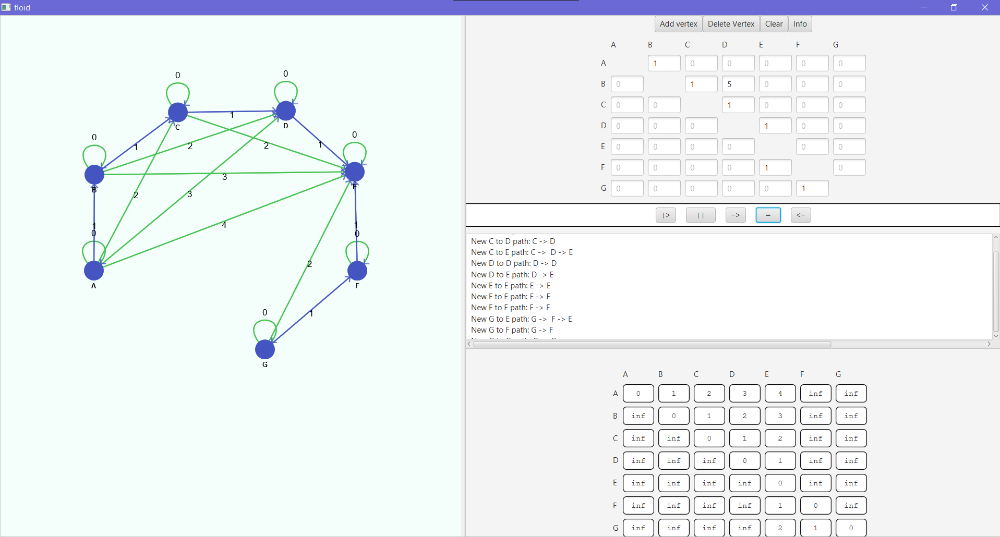 floid
Add vertex Delete Vertex Clear Info
A B C D E F G
A 1 0 0 0 0 0
B 0 1 5 0 0 0
C 0 0 1 0 0 0
D 0 0 0 1 0 0
E 0 0 0 0 0 0
F 0 0 0 0 1 0
G 0 0 0 0 0 1
|> || -> = <-
New C to D path: C -> D
New C to E path: C -> D -> E
New D to D path: D -> D
New D to E path: D -> E
New E to E path: E -> E
New F to E path: F -> E
New F to F path: F -> F
New G to E path: G -> F -> E
New G to F path: G -> F
A B C D E F G
A 0 1 2 3 4 inf inf
B inf 0 1 2 3 inf inf
C inf inf 0 1 2 inf inf
D inf inf inf 0 1 inf inf
E inf inf inf inf 0 inf inf
F inf inf inf inf 1 0 inf
G inf inf inf inf 2 1 0
0 0
C 1 D
0 0
1 2 2 1
B 3 E
2 3
4
1 1
0 0
A F
2
0 1
G